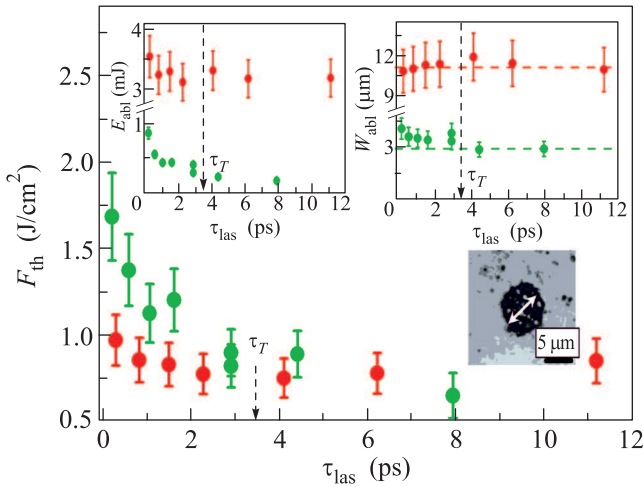 4
3
1
E_abl (mJ)
τ_T
0 2 4 6 8 10 12
τ_las (ps)
12
9
3
W_abl (μm)
τ_T
0 2 4 6 8 10 12
τ_las (ps)
2.5
2.0
1.5
1.0
0.5
F_th (J/cm²)
τ_T
5 μm
0 2 4 6 8 10 12
τ_las (ps)